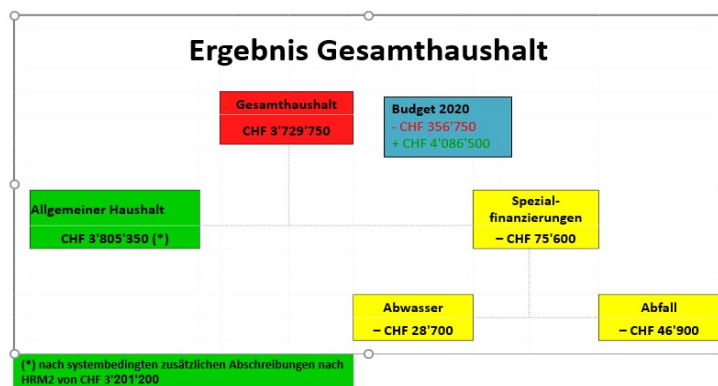 Ergebnis Gesamthaushalt
Gesamthaushalt
CHF 3'729'750
Budget 2020
- CHF 356'750
+ CHF 4'086'500
Allgemeiner Haushalt
CHF 3'805'350 (*)
Spezial-
finanzierungen
– CHF 75'600
Abwasser
– CHF 28'700
Abfall
– CHF 46'900
(*) nach systembedingten zusätzlichen Abschreibungen nach
HRM2 von CHF 3'201'200